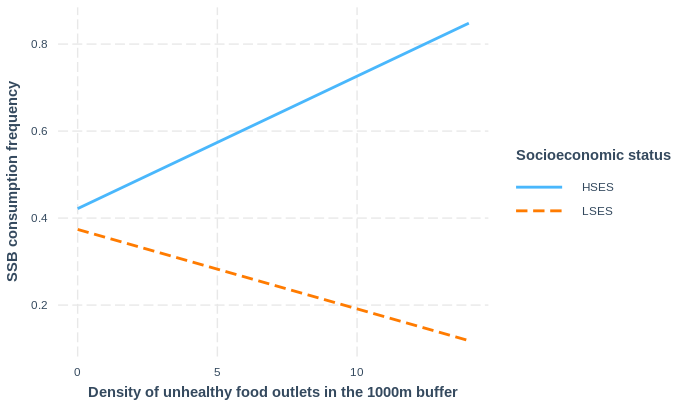 SSB consumption frequency
0.8
0.6
0.4
0.2
0
5
10
Density of unhealthy food outlets in the 1000m buffer
Socioeconomic status
HSES
LSES